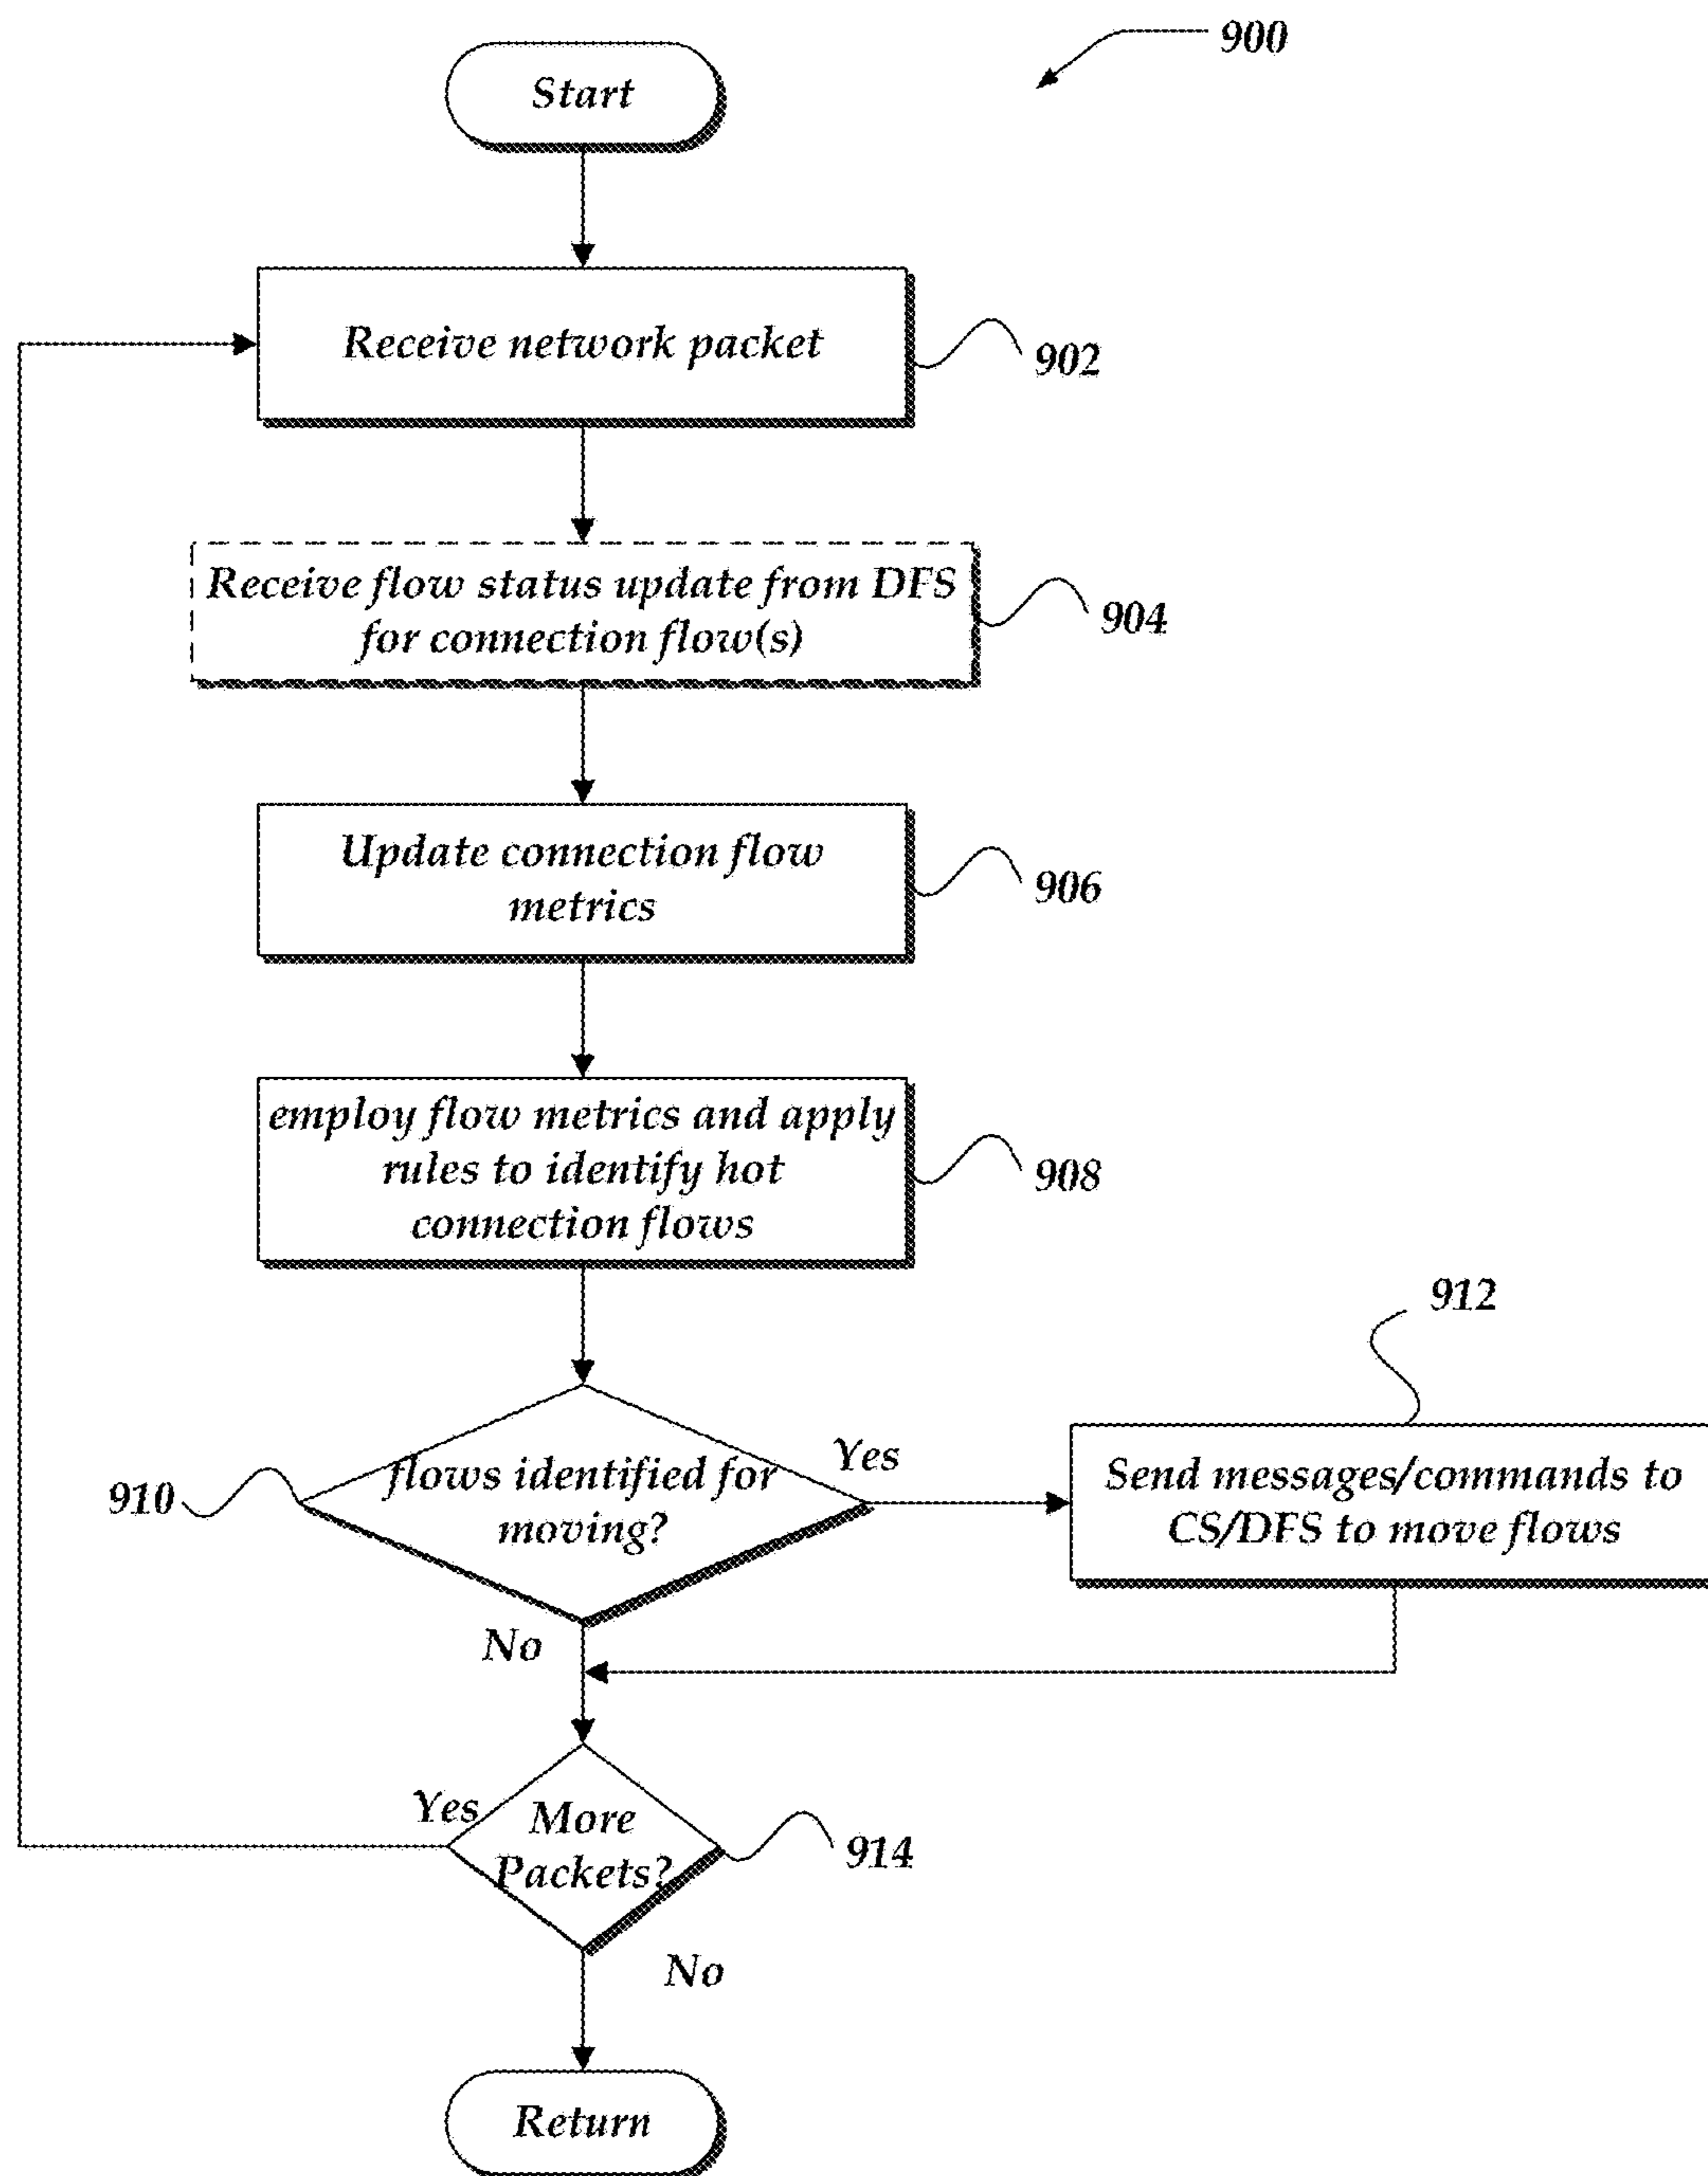 900
Start
Receive network packet
902
Receive flow status update from DFS
for connection flow(s)
904
Update connection flow
metrics
906
employ flow metrics and apply
rules to identify hot
connection flows
908
912
910
flows identified for
moving?
Yes
Send messages/commands to
CS/DFS to move flows
No
Yes
More
Packets?
914
No
Return